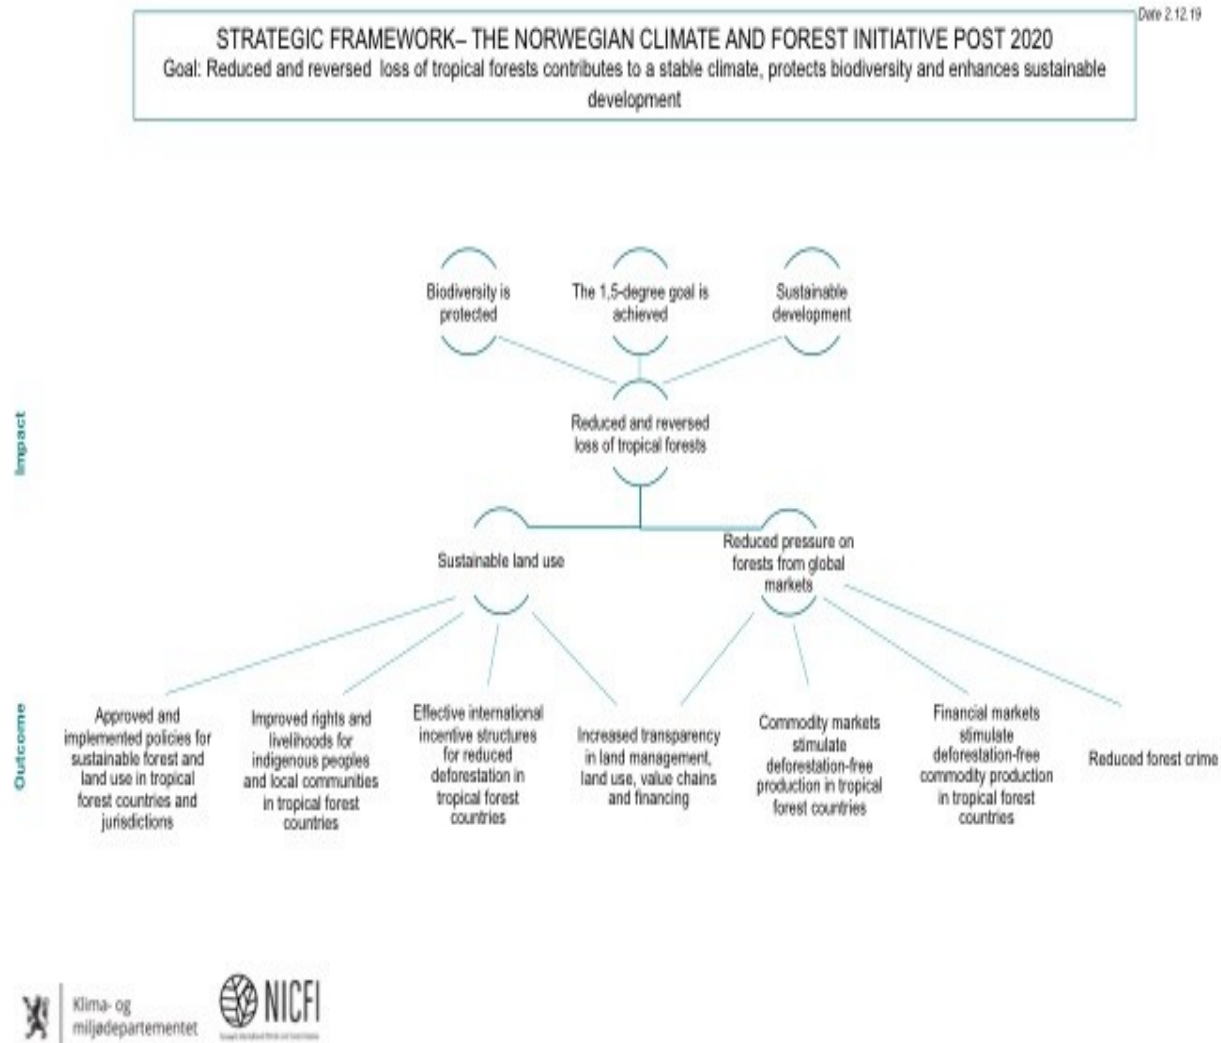 Date 2.12.19
STRATEGIC FRAMEWORK– THE NORWEGIAN CLIMATE AND FOREST INITIATIVE POST 2020
Goal: Reduced and reversed loss of tropical forests contributes to a stable climate, protects biodiversity and enhances sustainable
development
Biodiversity is
protected
The 1,5-degree goal is
achieved
Sustainable
development
Impact
Reduced and reversed
loss of tropical forests
Sustainable land use
Reduced pressure on
forests from global
markets
Outcome
Approved and
implemented policies for
sustainable forest and
land use in tropical
forest countries and
jurisdictions
Improved rights and
livelihoods for
indigenous peoples
and local communities
in tropical forest
countries
Effective international
incentive structures
for reduced
deforestation in
tropical forest
countries
Increased transparency
in land management,
land use, value chains
and financing
Commodity markets
stimulate
deforestation-free
production in tropical
forest countries
Financial markets
stimulate
deforestation-free
commodity production
in tropical forest
countries
Reduced forest crime
Klima- og
miljødepartementet
NICFI